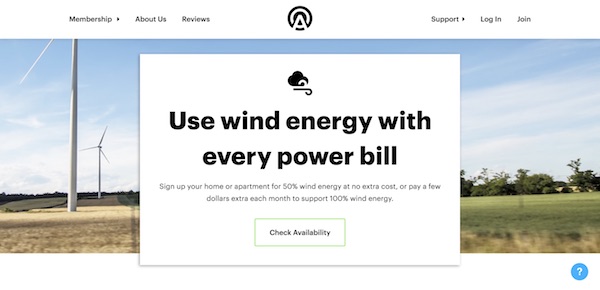 Membership
About Us
Reviews
Support
Log In
Join
Use wind energy with
every power bill
Sign up your home or apartment for 50% wind energy at no extra cost, or pay a few
dollars extra each month to support 100% wind energy.
Check Availability
?